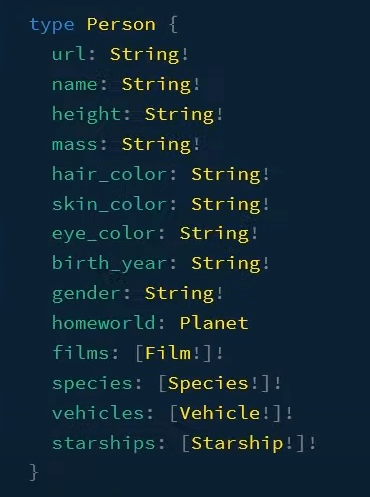 type Person {
url: String!
name: String!
height: String!
mass: String!
hair_color: String!
skin_color: String!
eye_color: String!
birth_year: String!
gender: String!
homeworld: Planet
films: [Film!]!
species: [Species!]!
vehicles: [Vehicle!]!
starships: [Starship!]!
}